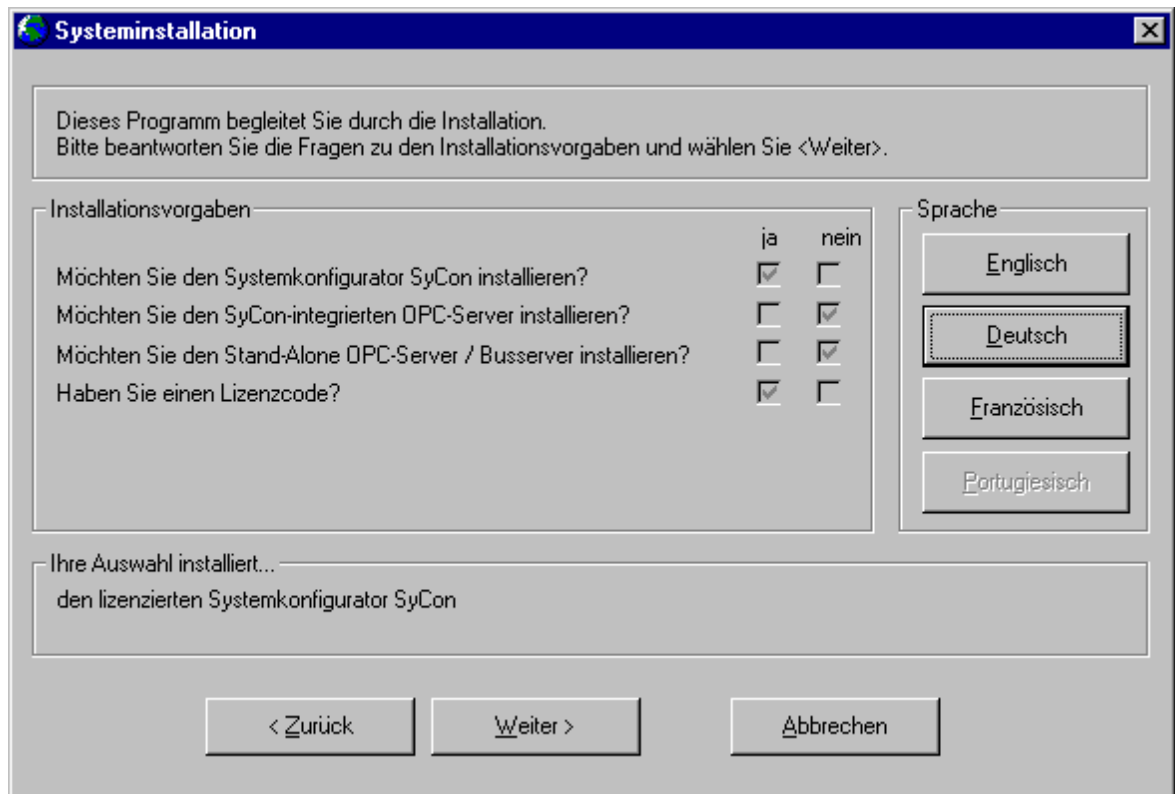 Systeminstallation
Dieses Programm begleitet Sie durch die Installation.
Bitte beantworten Sie die Fragen zu den Installationsvorgaben und wählen Sie <Weiter>.
Installationsvorgaben
ja nein
Möchten Sie den Systemkonfigurator SyCon installieren?
Möchten Sie den SyCon-integrierten OPC-Server installieren?
Möchten Sie den Stand-Alone OPC-Server / Busserver installieren?
Haben Sie einen Lizenzcode?
Sprache
Englisch
Deutsch
Französisch
Portugiesisch
Ihre Auswahl installiert...
den lizenzierten Systemkonfigurator SyCon
< Zurück
Weiter >
Abbrechen